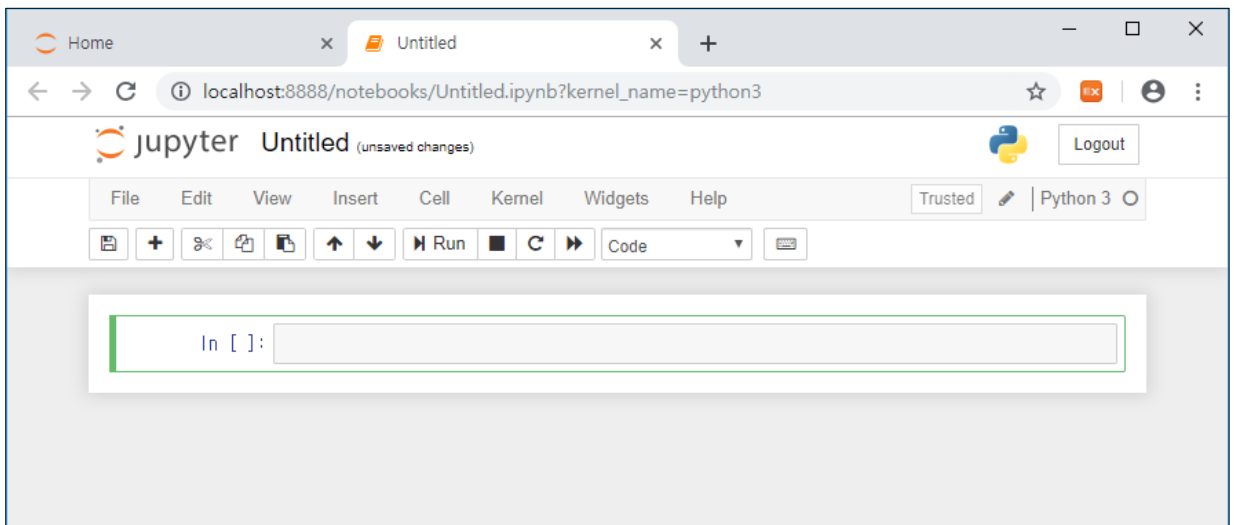 Home Untitled
localhost:8888/notebooks/Untitled.ipynb?kernel_name=python3 EX
jupyter Untitled (unsaved changes) Logout
File Edit View Insert Cell Kernel Widgets Help Trusted Python 3
Run Code
In [ ]: